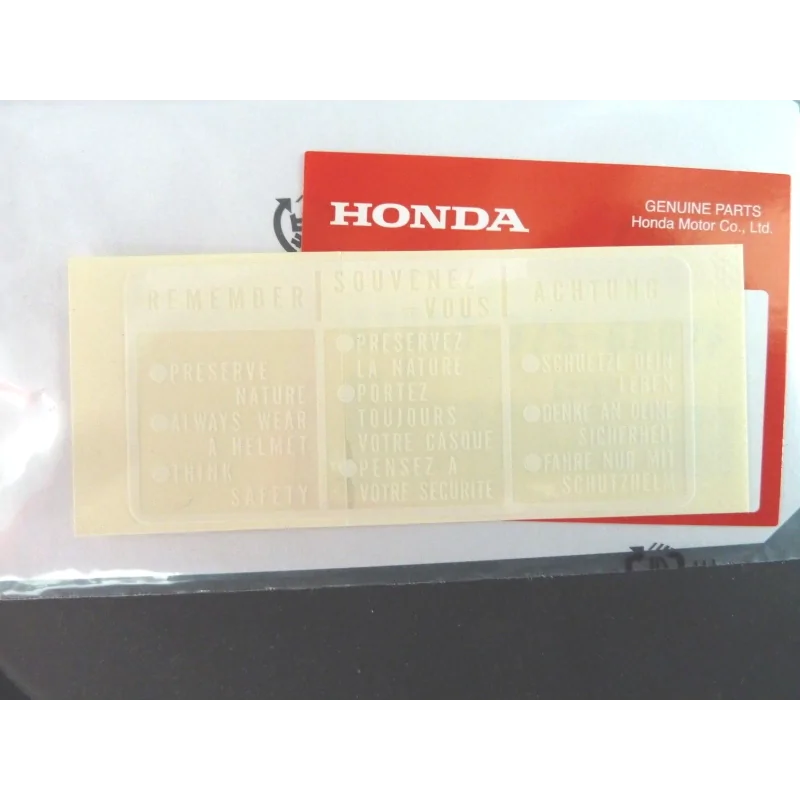 HONDA
GENUINE PARTS
Honda Motor Co., Ltd.
REMEMBER
PRESERVE
NATURE
ALWAYS WEAR
A HELMET
THINK
SAFETY
SOUVENEZ
VOUS
PRESERVEZ
LA NATURE
PORTEZ
TOUJOURS
VOTRE CASQUE
PENSEZ A
VOTRE SECURITE
ACHTUNG
SCHUETZE DEIN
LEBEN
DENKE AN DEINE
SICHERHEIT
FAHRE NUR MIT
SCHUTZHELM